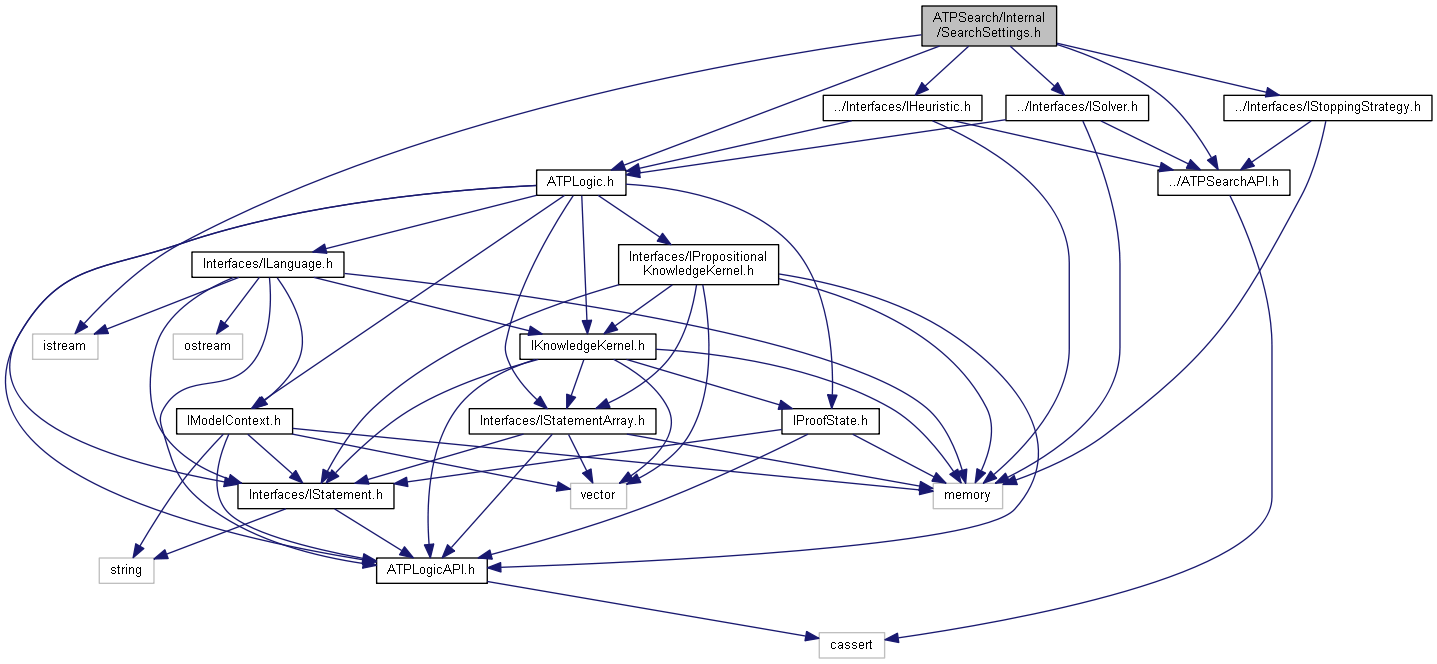 ATPSearch/Internal
/SearchSettings.h
../Interfaces/IHeuristic.h
../Interfaces/ISolver.h
../Interfaces/IStoppingStrategy.h
ATPLogic.h
../ATPSearchAPI.h
Interfaces/ILanguage.h
Interfaces/IPropositional
KnowledgeKernel.h
istream
ostream
IKnowledgeKernel.h
IModelContext.h
Interfaces/IStatementArray.h
IProofState.h
Interfaces/IStatement.h
vector
memory
string
ATPLogicAPI.h
cassert